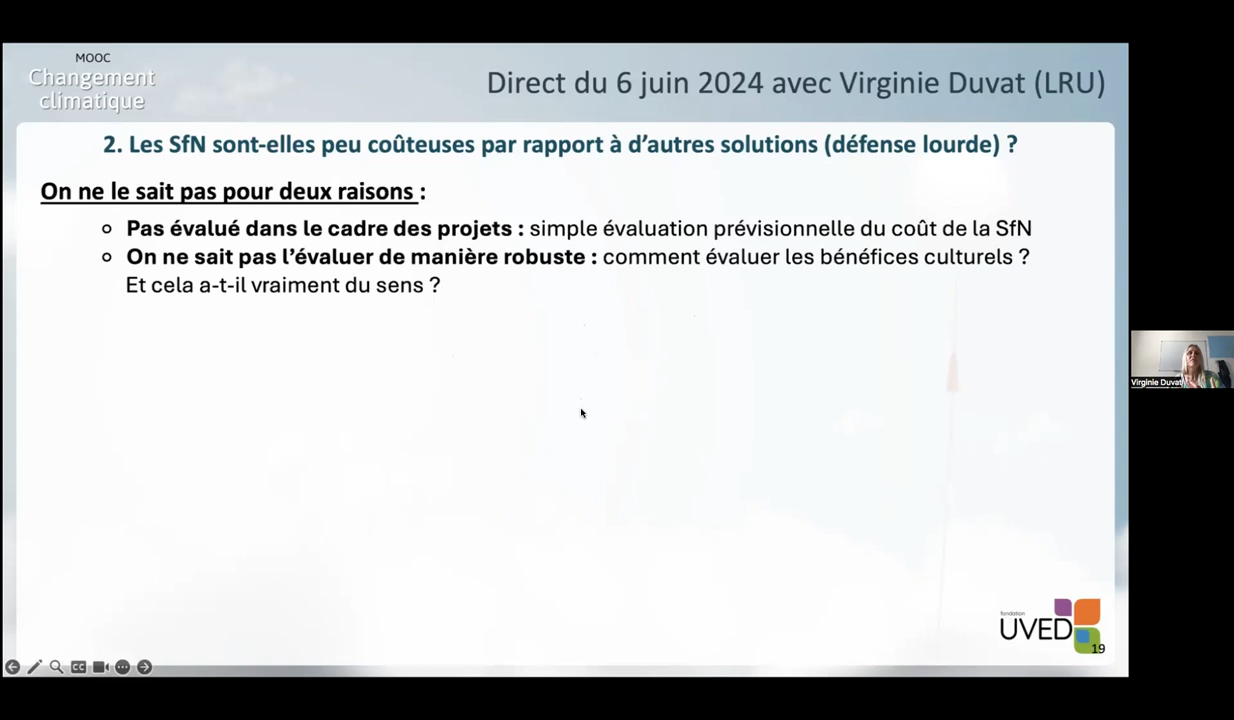 MOOC
Changement
climatique
Direct du 6 juin 2024 avec Virginie Duvat (LRU)
2. Les SfN sont-elles peu coûteuses par rapport à d'autres solutions (défense lourde) ?
On ne le sait pas pour deux raisons :
Pas évalué dans le cadre des projets : simple évaluation prévisionnelle du coût de la SfN
On ne sait pas l'évaluer de manière robuste : comment évaluer les bénéfices culturels ?
Et cela a-t-il vraiment du sens ?
Virginie Duvat
fondation
UVED
19
CC